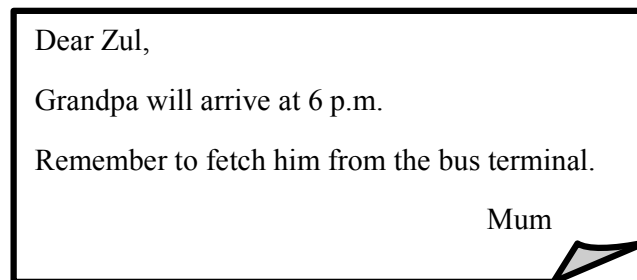 Dear Zul,
Grandpa will arrive at 6 p.m.
Remember to fetch him from the bus terminal.
Mum